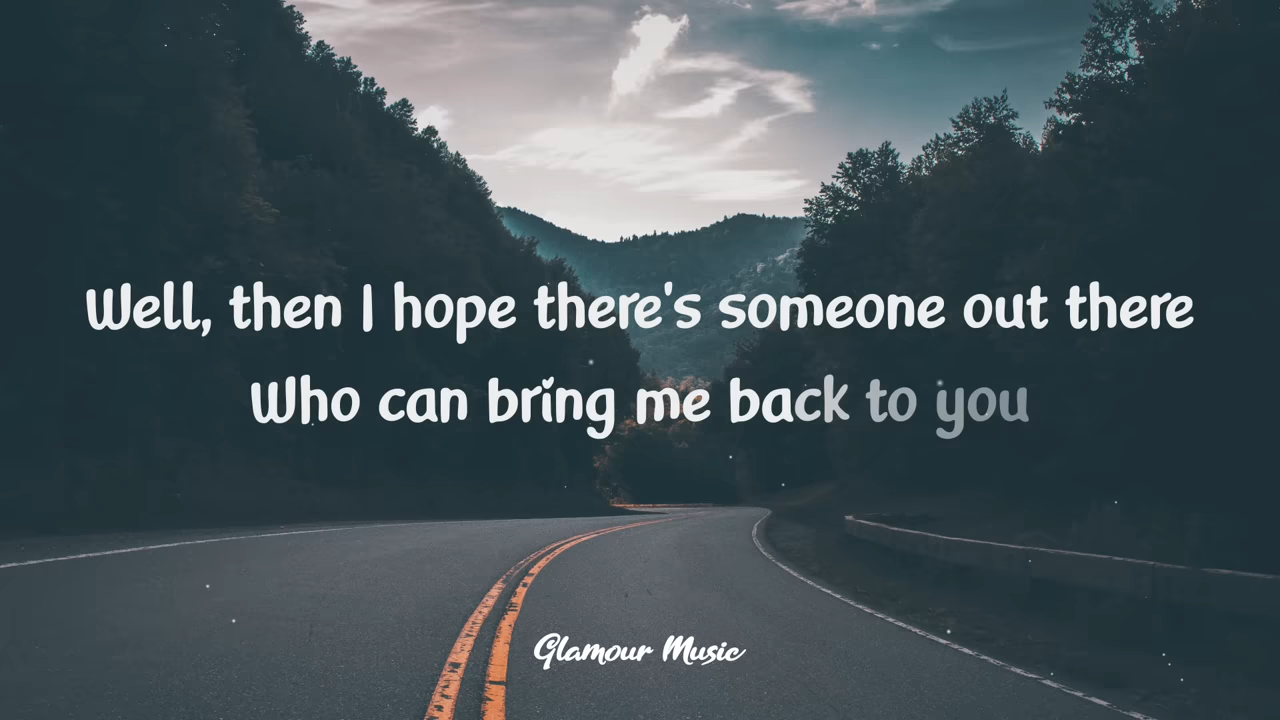 Well, then I hope there's someone out there
Who can bring me back to you
Glamour Music